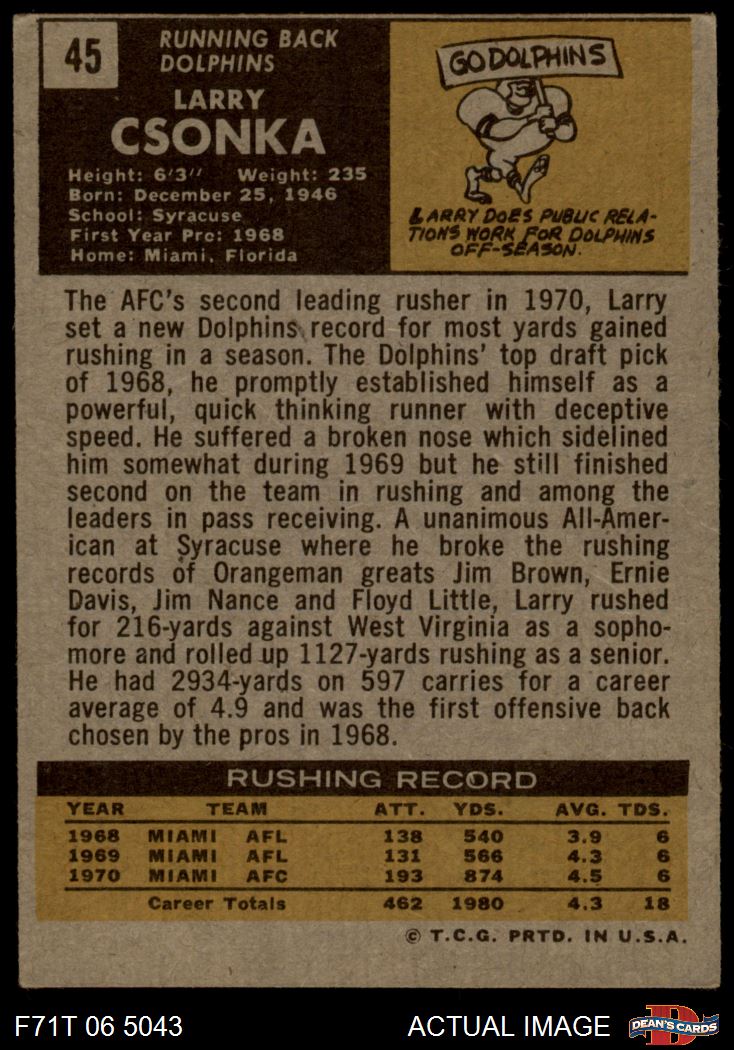 45
RUNNING BACK
DOLPHINS
LARRY
CSONKA
Height: 6'3" Weight: 235
Born: December 25, 1946
School: Syracuse
First Year Pro: 1968
Home: Miami, Florida
GO DOLPHINS
LARRY DOES PUBLIC RELA-
TIONS WORK FOR DOLPHINS
OFF-SEASON.
The AFC's second leading rusher in 1970, Larry
set a new Dolphins record for most yards gained
rushing in a season. The Dolphins' top draft pick
of 1968, he promptly established himself as a
powerful, quick thinking runner with deceptive
speed. He suffered a broken nose which sidelined
him somewhat during 1969 but he still finished
second on the team in rushing and among the
leaders in pass receiving. A unanimous All-Amer-
ican at Syracuse where he broke the rushing
records of Orangeman greats Jim Brown, Ernie
Davis, Jim Nance and Floyd Little, Larry rushed
for 216-yards against West Virginia as a sopho-
more and rolled up 1127-yards rushing as a senior.
He had 2934-yards on 597 carries for a career
average of 4.9 and was the first offensive back
chosen by the pros in 1968.
RUSHING RECORD
YEAR TEAM ATT. YDS. AVG. TDS.
1968 MIAMI AFL 138 540 3.9 6
1969 MIAMI AFL 131 566 4.3 6
1970 MIAMI AFC 193 874 4.5 6
Career Totals 462 1980 4.3 18
© T.C.G. PRTD. IN U.S.A.
F71T 06 5043 ACTUAL IMAGE D DEAN'S CARDS